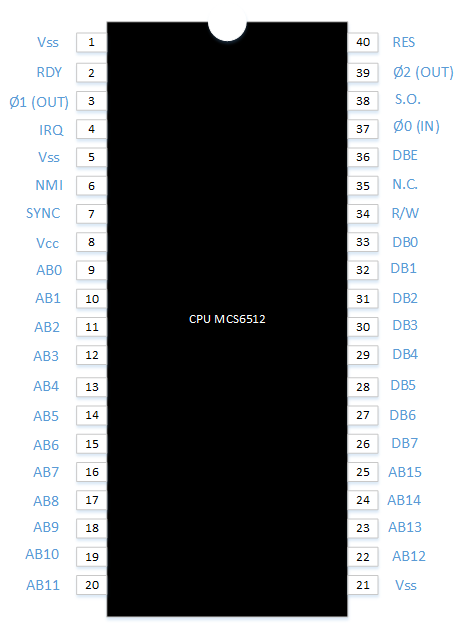 Vss 1 40 RES
RDY 2 39 Ø2 (OUT)
Ø1 (OUT) 3 38 S.O.
IRQ 4 37 Ø0 (IN)
Vss 5 36 DBE
NMI 6 35 N.C.
SYNC 7 34 R/W
Vcc 8 33 DB0
AB0 9 32 DB1
AB1 10 31 DB2
CPU MCS6512
AB2 11 30 DB3
AB3 12 29 DB4
AB4 13 28 DB5
AB5 14 27 DB6
AB6 15 26 DB7
AB7 16 25 AB15
AB8 17 24 AB14
AB9 18 23 AB13
AB10 19 22 AB12
AB11 20 21 Vss